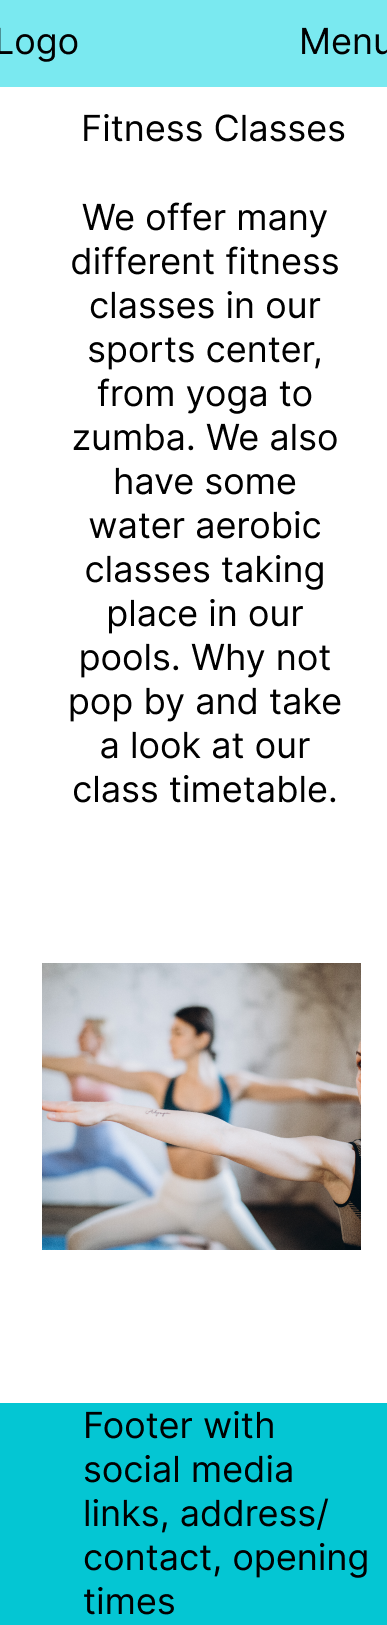 Logo
Menu
Fitness Classes
We offer many
different fitness
classes in our
sports center,
from yoga to
zumba. We also
have some
water aerobic
classes taking
place in our
pools. Why not
pop by and take
a look at our
class timetable.
Footer with
social media
links, address/
contact, opening
times